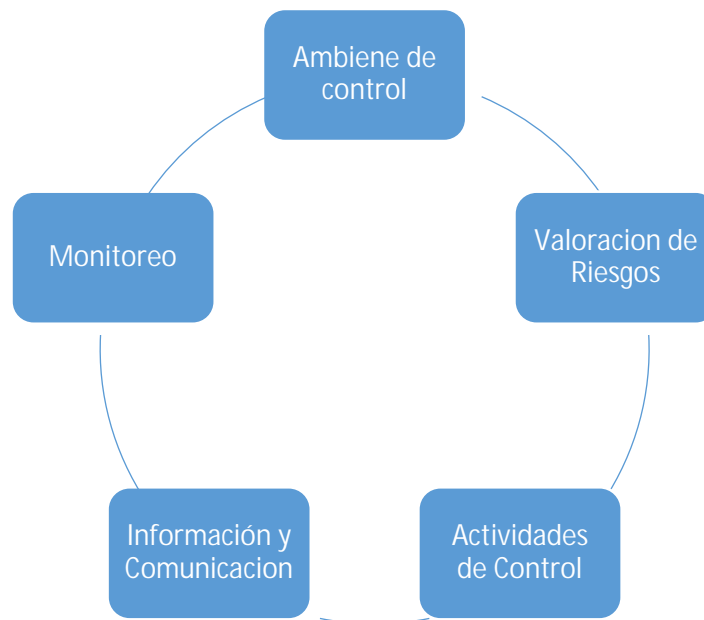 Ambiene de
control
Valoracion de
Riesgos
Actividades
de Control
Información y
Comunicacion
Monitoreo